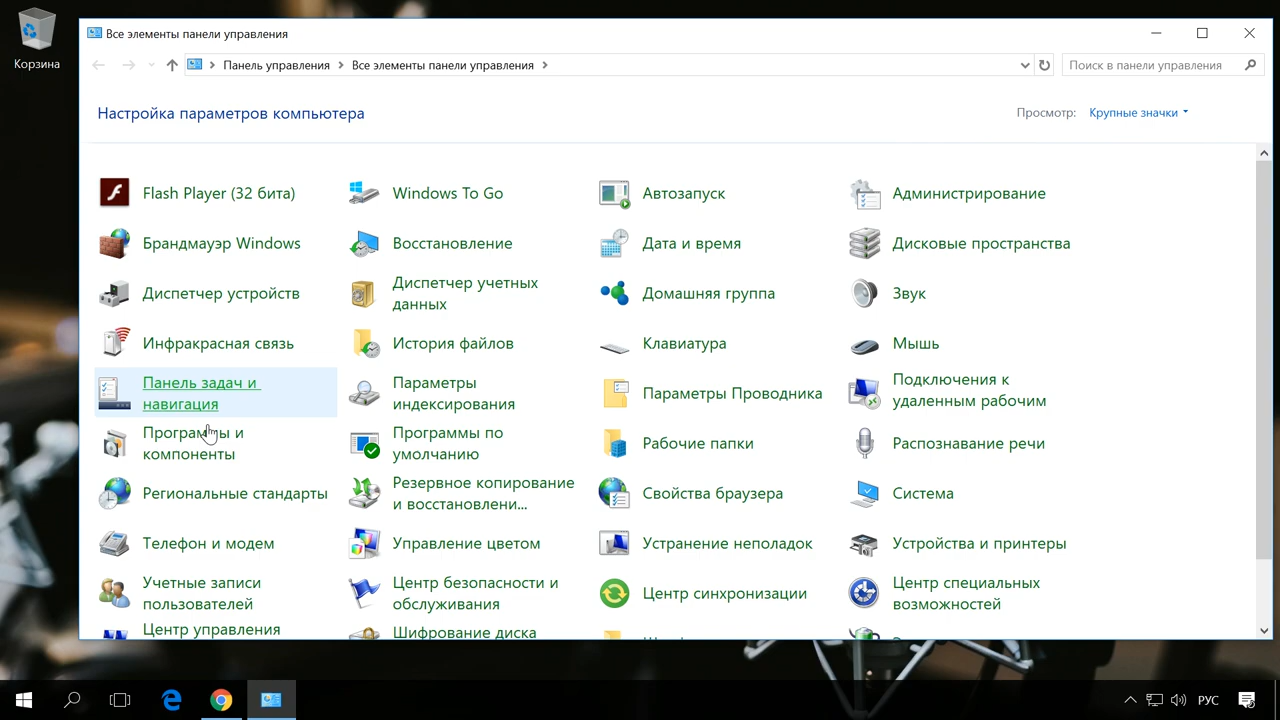 Корзина
Все элементы панели управления
Панель управления
Все элементы панели управления
Поиск в панели управления
Настройка параметров компьютера
Просмотр: Крупные значки
Flash Player (32 бита)
Windows To Go
Автозапуск
Администрирование
Брандмауэр Windows
Восстановление
Дата и время
Дисковые пространства
Диспетчер устройств
Диспетчер учетных
данных
Домашняя группа
Звук
Инфракрасная связь
История файлов
Клавиатура
Мышь
Панель задач и
навигация
Параметры
индексирования
Параметры Проводника
Подключения к
удаленным рабочим
Программы и
компоненты
Программы по
умолчанию
Рабочие папки
Распознавание речи
Региональные стандарты
Резервное копирование
и восстановлени...
Свойства браузера
Система
Телефон и модем
Управление цветом
Устранение неполадок
Устройства и принтеры
Учетные записи
пользователей
Центр безопасности и
обслуживания
Центр синхронизации
Центр специальных
возможностей
Центр управления
Шифрование диска
РУС